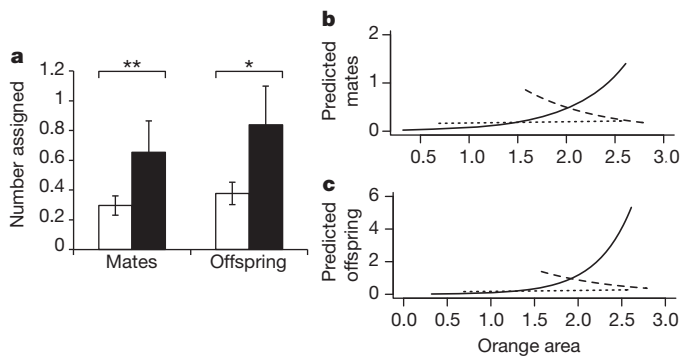 a
Number assigned
1.2
1
0.8
0.6
0.4
0.2
0
**
*
Mates
Offspring
b
Predicted
mates
2
1
0
0.5 1.0 1.5 2.0 2.5 3.0
c
Predicted
offspring
6
4
2
0
0.0 0.5 1.0 1.5 2.0 2.5 3.0
Orange area